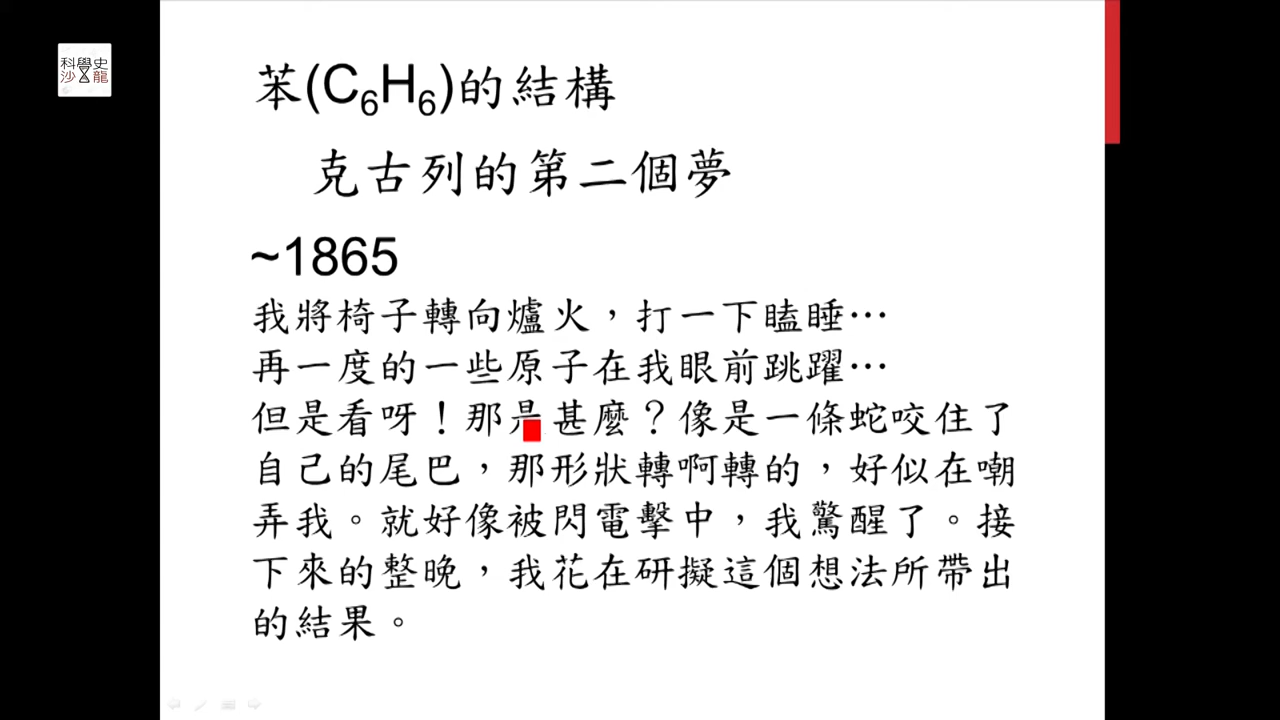 科學史
沙龍
苯(C₆H₆)的結構
克古列的第二個夢
~1865
我將椅子轉向爐火，打一下瞌睡…
再一度的一些原子在我眼前跳躍…
但是看呀！那是甚麼？像是一條蛇咬住了
自己的尾巴，那形狀轉啊轉的，好似在嘲
弄我。就好像被閃電擊中，我驚醒了。接
下來的整晚，我花在研擬這個想法所帶出
的結果。